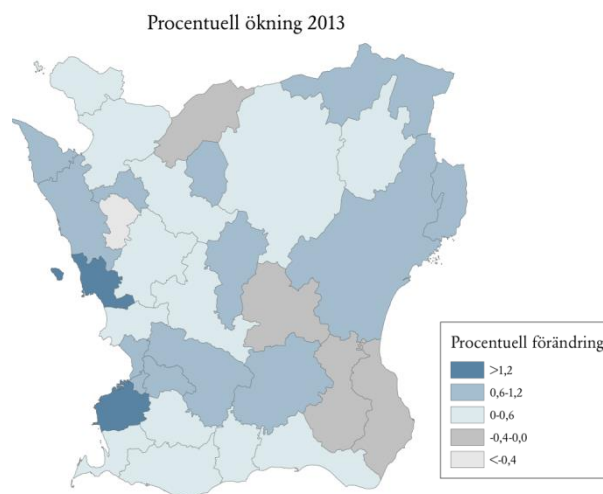 Procentuell ökning 2013
Procentuell förändring
>1,2
0,6-1,2
0-0,6
-0,4-0,0
<-0,4